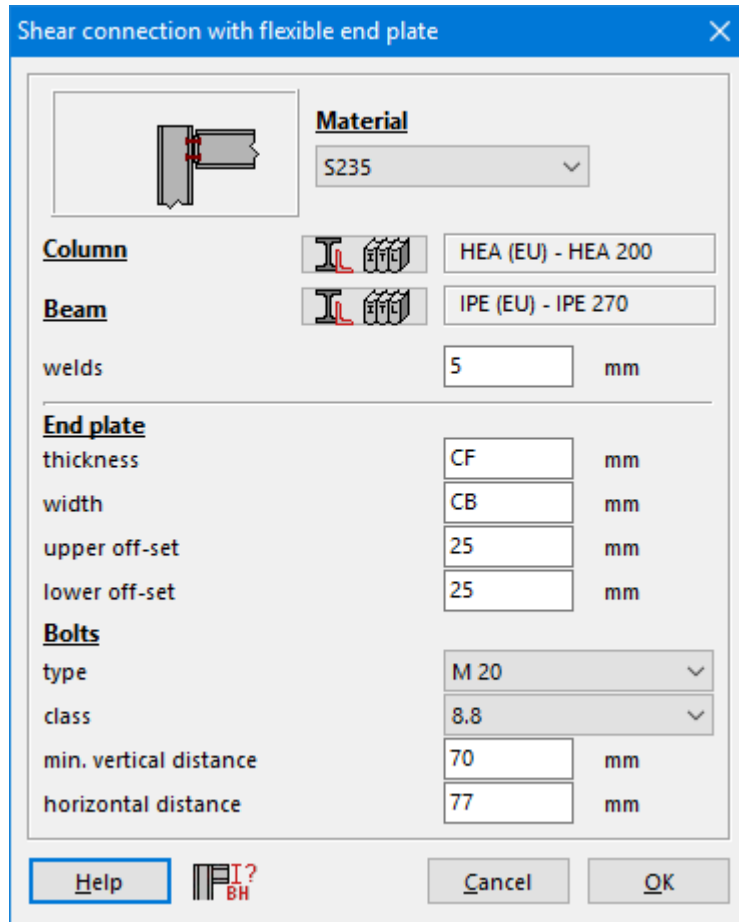 Shear connection with flexible end plate
Material
S235
Column
HEA (EU) - HEA 200
Beam
IPE (EU) - IPE 270
welds 5 mm
End plate
thickness CF mm
width CB mm
upper off-set 25 mm
lower off-set 25 mm
Bolts
type M 20
class 8.8
min. vertical distance 70 mm
horizontal distance 77 mm
Help I? Cancel OK
BH